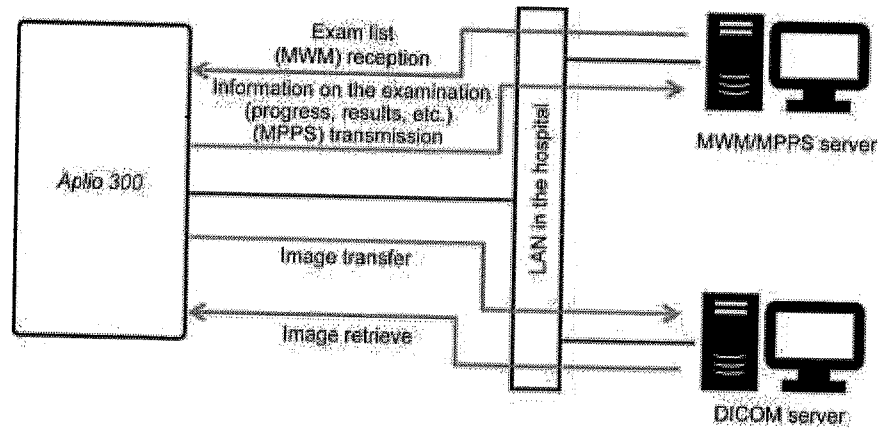 Exam list
(MWM) reception
Information on the examination
(progress, results, etc.)
(MPPS) transmission
Aplio 300
LAN in the hospital
MWM/MPPS server
Image transfer
Image retrieve
DICOM server